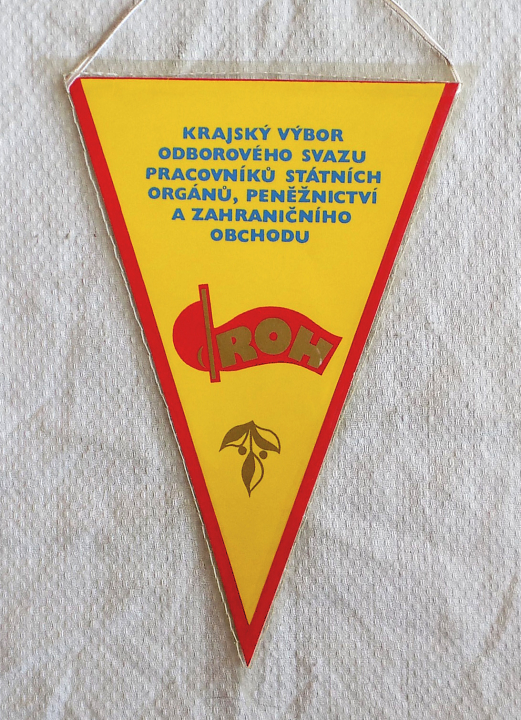 KRAJSKÝ VÝBOR
ODBOROVÉHO SVAZU
PRACOVNÍKŮ STÁTNÍCH
ORGÁNŮ, PENĚŽNICTVÍ
A ZAHRANIČNÍHO
OBCHODU
ROH